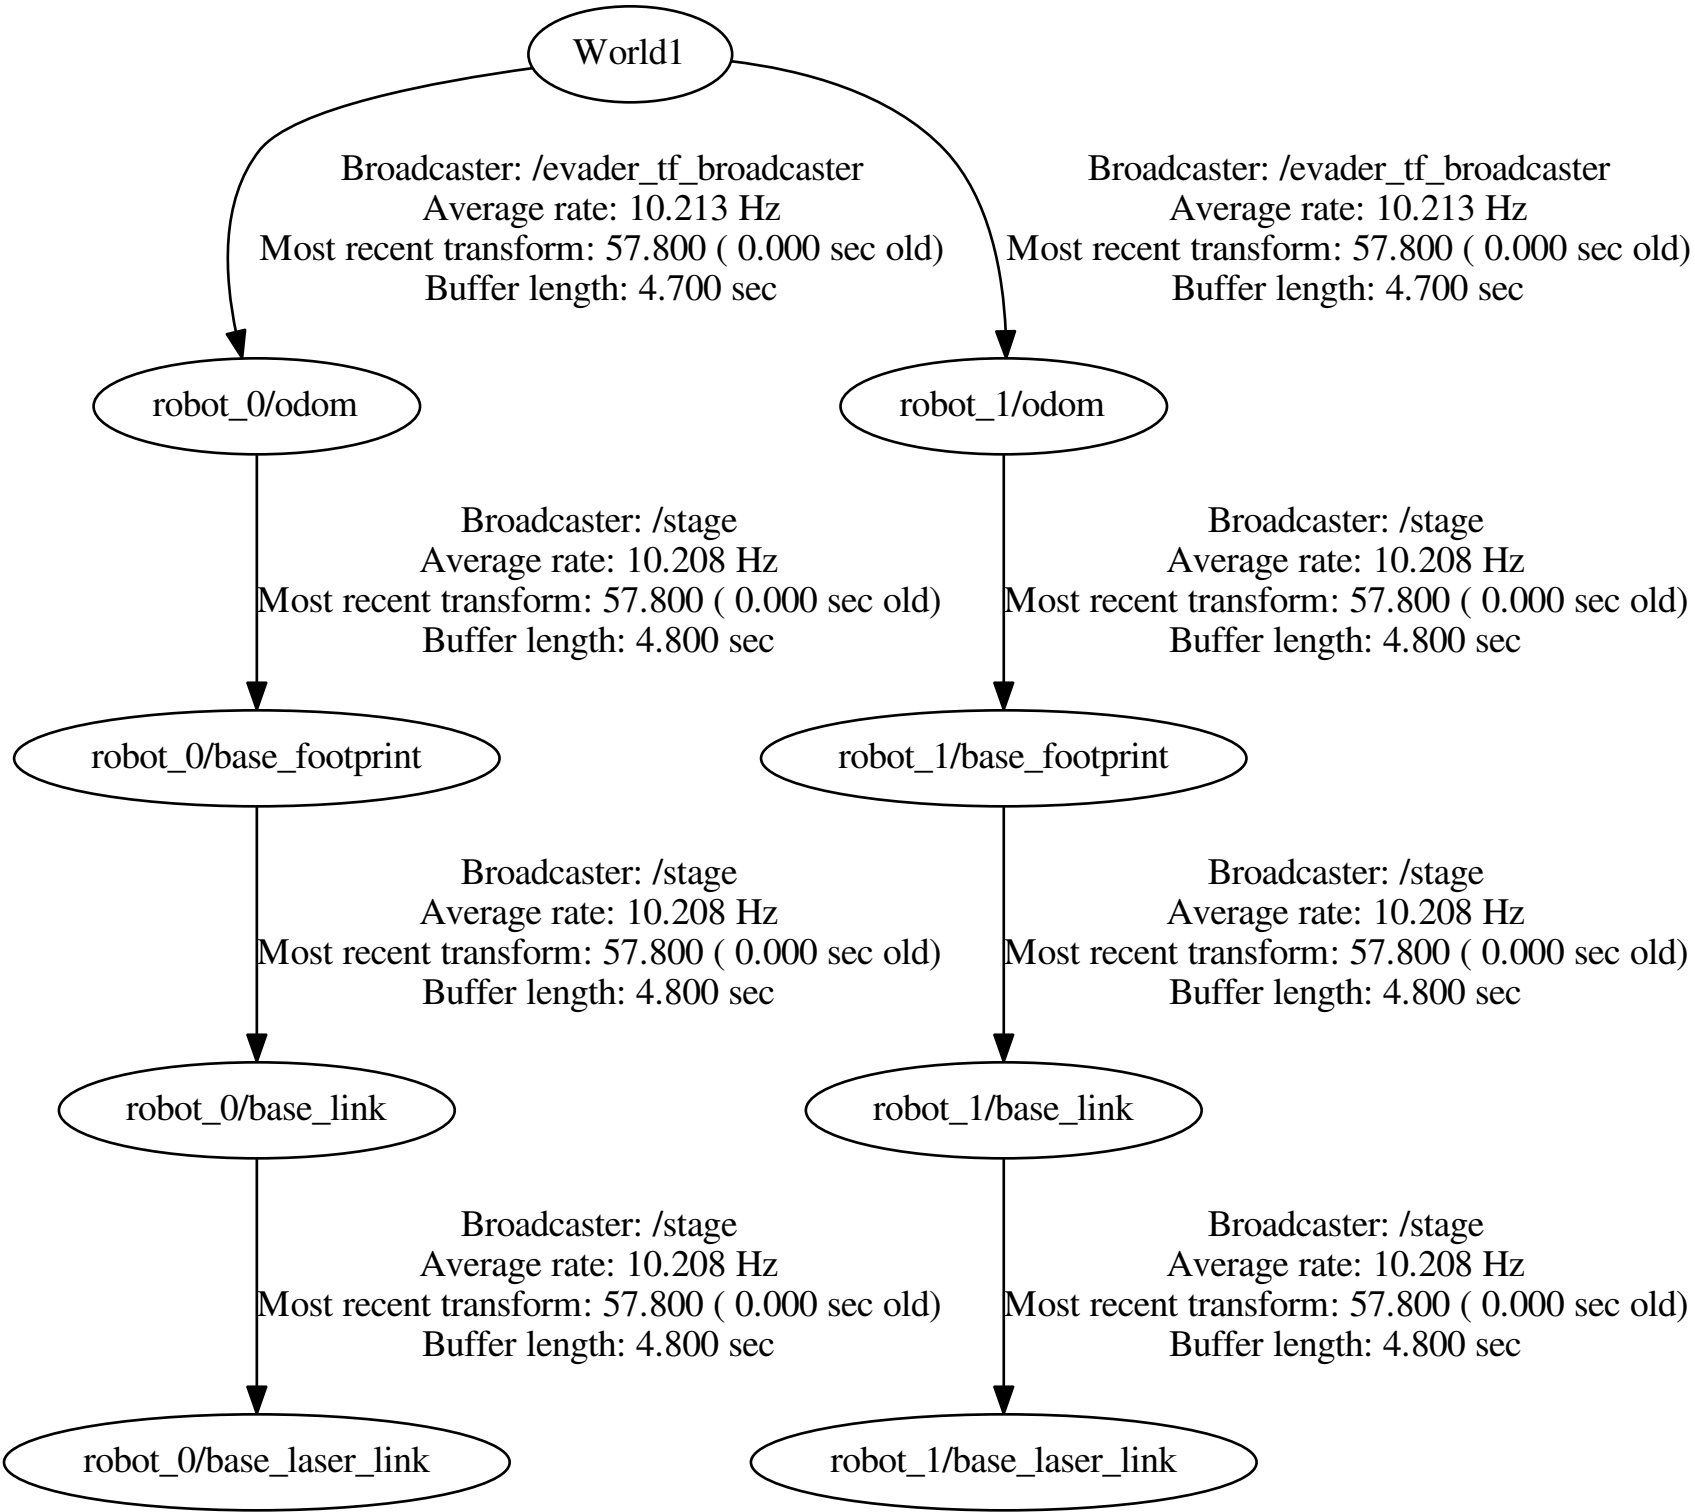 World1
Broadcaster: /evader_tf_broadcaster
Average rate: 10.213 Hz
Most recent transform: 57.800 ( 0.000 sec old)
Buffer length: 4.700 sec
Broadcaster: /evader_tf_broadcaster
Average rate: 10.213 Hz
Most recent transform: 57.800 ( 0.000 sec old)
Buffer length: 4.700 sec
robot_0/odom
robot_1/odom
Broadcaster: /stage
Average rate: 10.208 Hz
Most recent transform: 57.800 ( 0.000 sec old)
Buffer length: 4.800 sec
Broadcaster: /stage
Average rate: 10.208 Hz
Most recent transform: 57.800 ( 0.000 sec old)
Buffer length: 4.800 sec
robot_0/base_footprint
robot_1/base_footprint
Broadcaster: /stage
Average rate: 10.208 Hz
Most recent transform: 57.800 ( 0.000 sec old)
Buffer length: 4.800 sec
Broadcaster: /stage
Average rate: 10.208 Hz
Most recent transform: 57.800 ( 0.000 sec old)
Buffer length: 4.800 sec
robot_0/base_link
robot_1/base_link
Broadcaster: /stage
Average rate: 10.208 Hz
Most recent transform: 57.800 ( 0.000 sec old)
Buffer length: 4.800 sec
Broadcaster: /stage
Average rate: 10.208 Hz
Most recent transform: 57.800 ( 0.000 sec old)
Buffer length: 4.800 sec
robot_0/base_laser_link
robot_1/base_laser_link